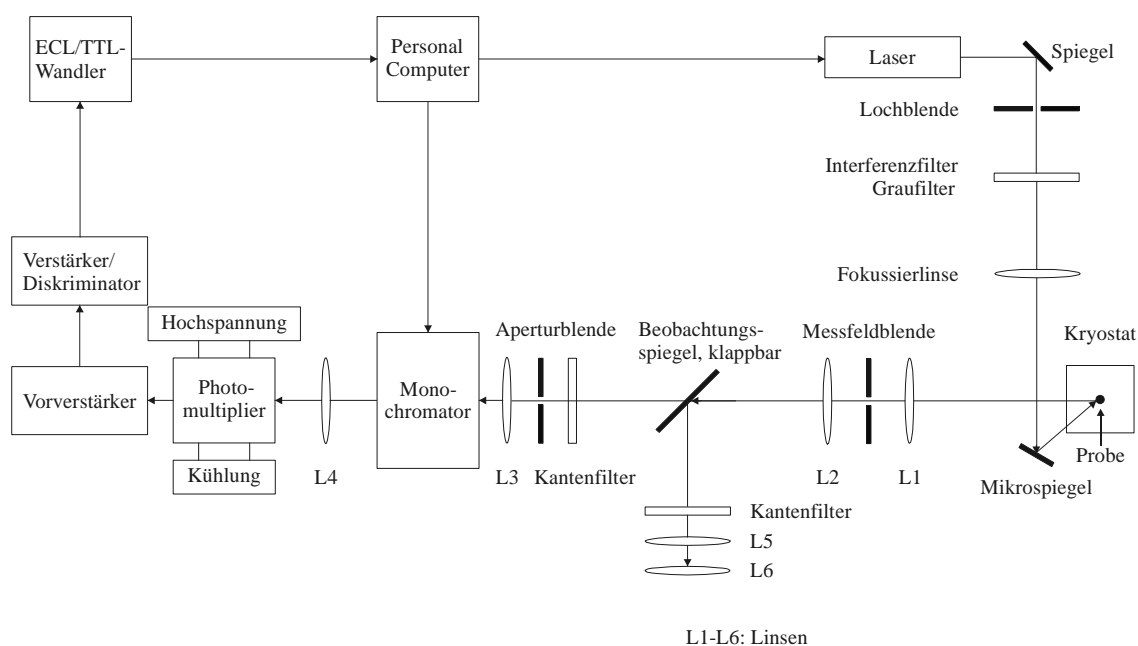 ECL/TTL-
Wandler
Personal
Computer
Laser
Spiegel
Lochblende
Interferenzfilter
Graufilter
Verstärker/
Diskriminator
Fokussierlinse
Hochspannung
Aperturblende
Beobachtungs-
spiegel, klappbar
Messfeldblende
Kryostat
Vorverstärker
Photo-
multiplier
Mono-
chromator
Kühlung
L4
L3
Kantenfilter
L2
L1
Probe
Mikrospiegel
Kantenfilter
L5
L6
L1-L6: Linsen